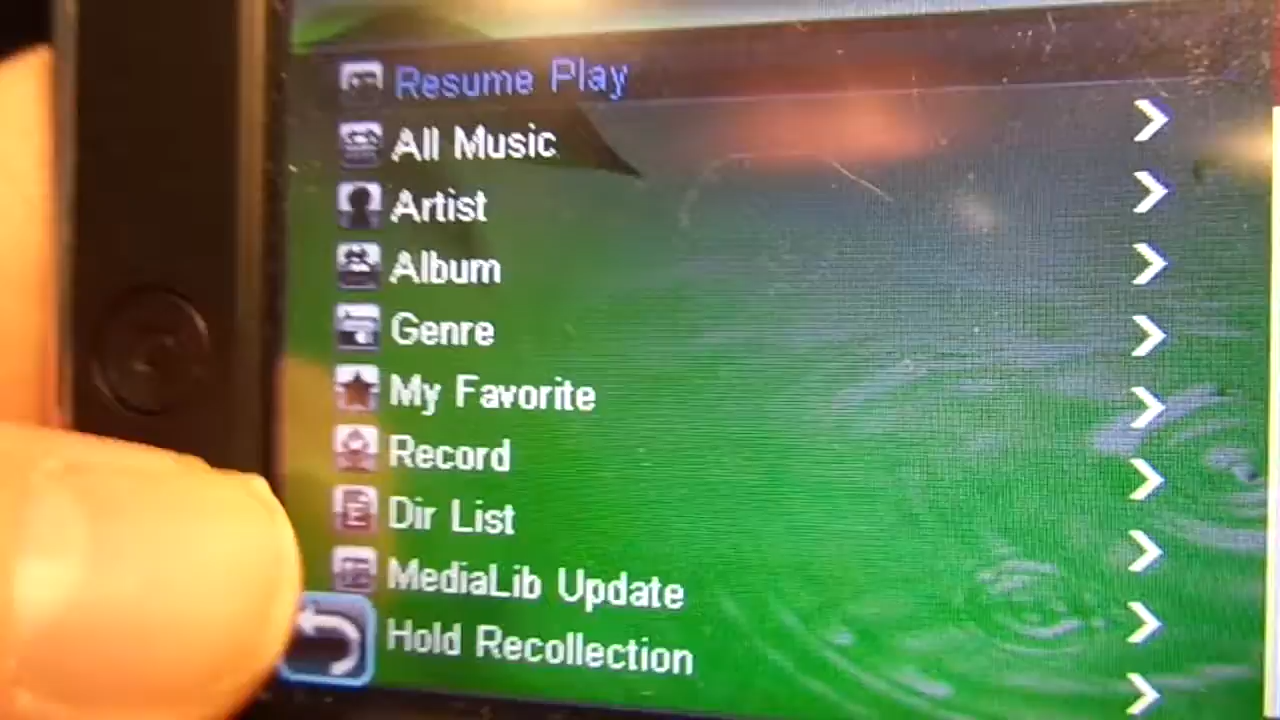 Resume Play
All Music
Artist
Album
Genre
My Favorite
Record
Dir List
MediaLib Update
Hold Recollection